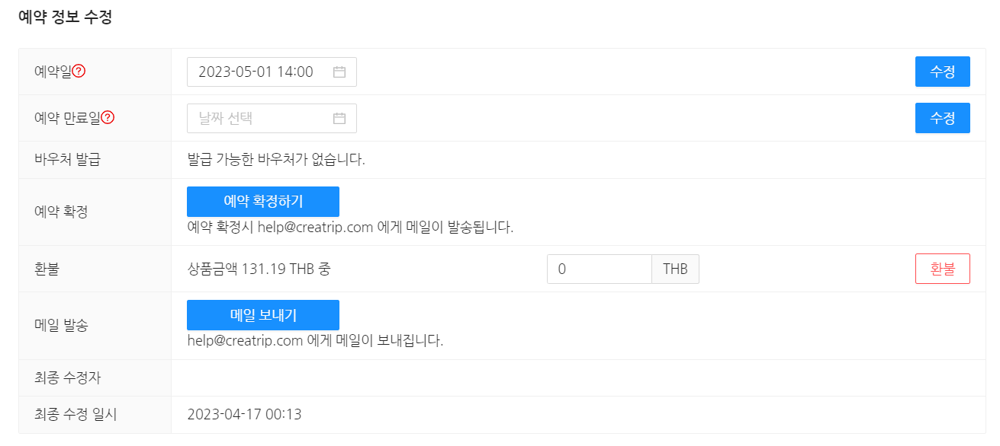 예약 정보 수정
예약일 2023-05-01 14:00 수정
예약 만료일 날짜 선택 수정
바우처 발급 발급 가능한 바우처가 없습니다.
예약 확정 예약 확정하기
예약 확정시 help@creatrip.com 에게 메일이 발송됩니다.
환불 상품금액 131.19 THB 중 0 THB 환불
메일 발송 메일 보내기
help@creatrip.com 에게 메일이 보내집니다.
최종 수정자
최종 수정 일시 2023-04-17 00:13